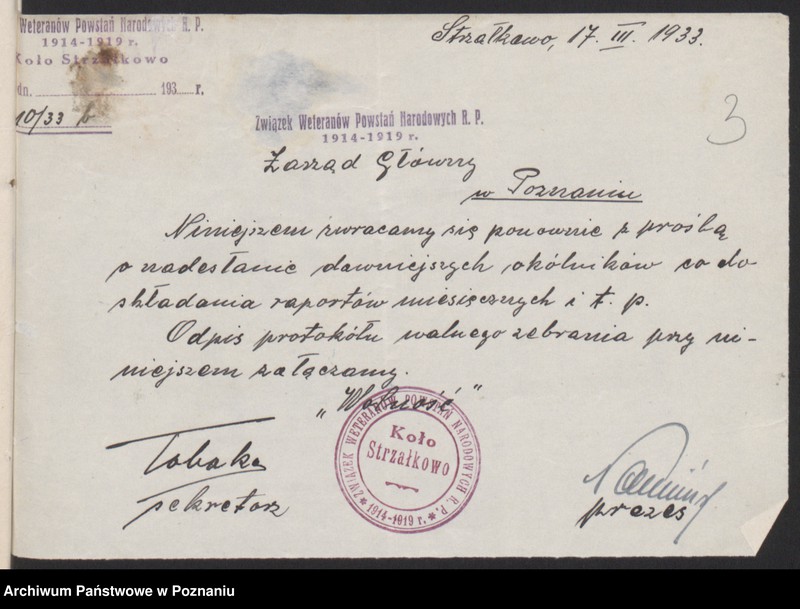 Weteranów Powstań Narodowych R. P.
1914-1919 r.
Koło Strzałkowo
dn. 193 r.
10/33 b
Strzałkowo, 17. III. 1933.
3
Związek Weteranów Powstań Narodowych R. P.
1914-1919 r.
Zarząd Główny
w Poznaniu
Niniejszem zwracamy się ponownie z prośbą
o nadesłanie dawniejszych okólników co do
składania raportów miesięcznych i t. p.
Odpis protokółu walnego zebrania przy ni-
niejszem załączamy.
„Wolność"
ZWIĄZEK WETERANÓW POWSTAŃ NARODOWYCH R. P.
Koło
Strzałkowo
1914-1919 r.
Tobaka
sekretarz
prezes
Archiwum Państwowe w Poznaniu